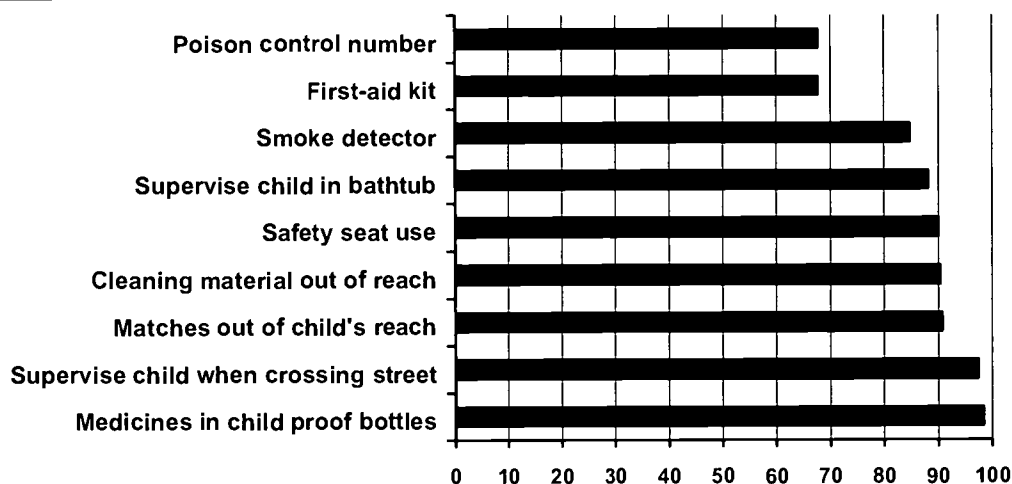 Poison control number
First-aid kit
Smoke detector
Supervise child in bathtub
Safety seat use
Cleaning material out of reach
Matches out of child's reach
Supervise child when crossing street
Medicines in child proof bottles
0 10 20 30 40 50 60 70 80 90 100